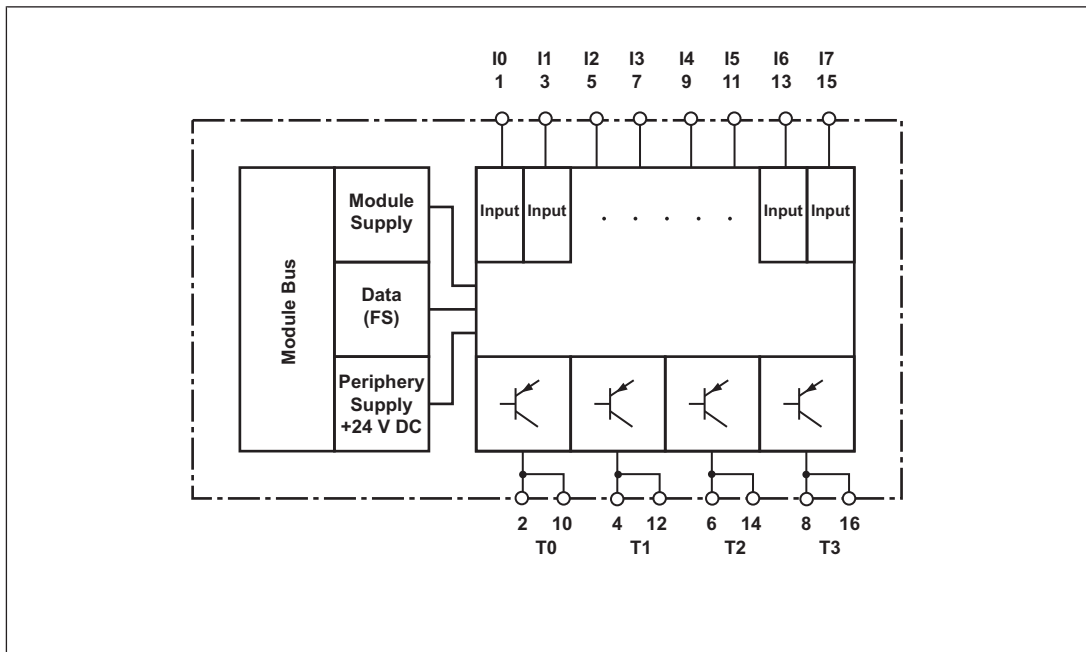 I0 I1 I2 I3 I4 I5 I6 I7
1 3 5 7 9 11 13 15
Module Bus
Module
Supply
Data
(FS)
Periphery
Supply
+24 V DC
Input Input . . . . . Input Input
2 10 4 12 6 14 8 16
T0 T1 T2 T3